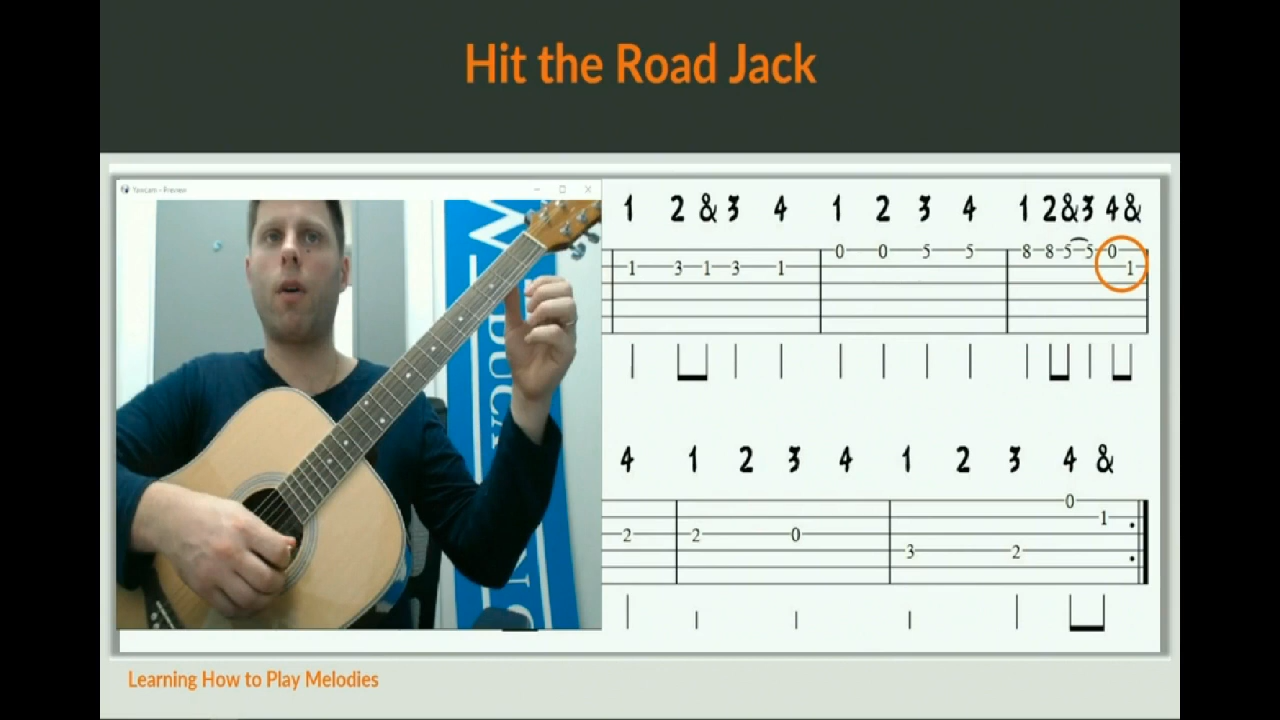 Hit the Road Jack
Yawcam - Preview
1 2 & 3 4 1 2 3 4 1 2 & 3 4 &
0 0 5 5 8 8 5 5 0
1 3 1 3 1 1
4 1 2 3 4 1 2 3 4 &
0
1
2 2 0
3 2
Learning How to Play Melodies